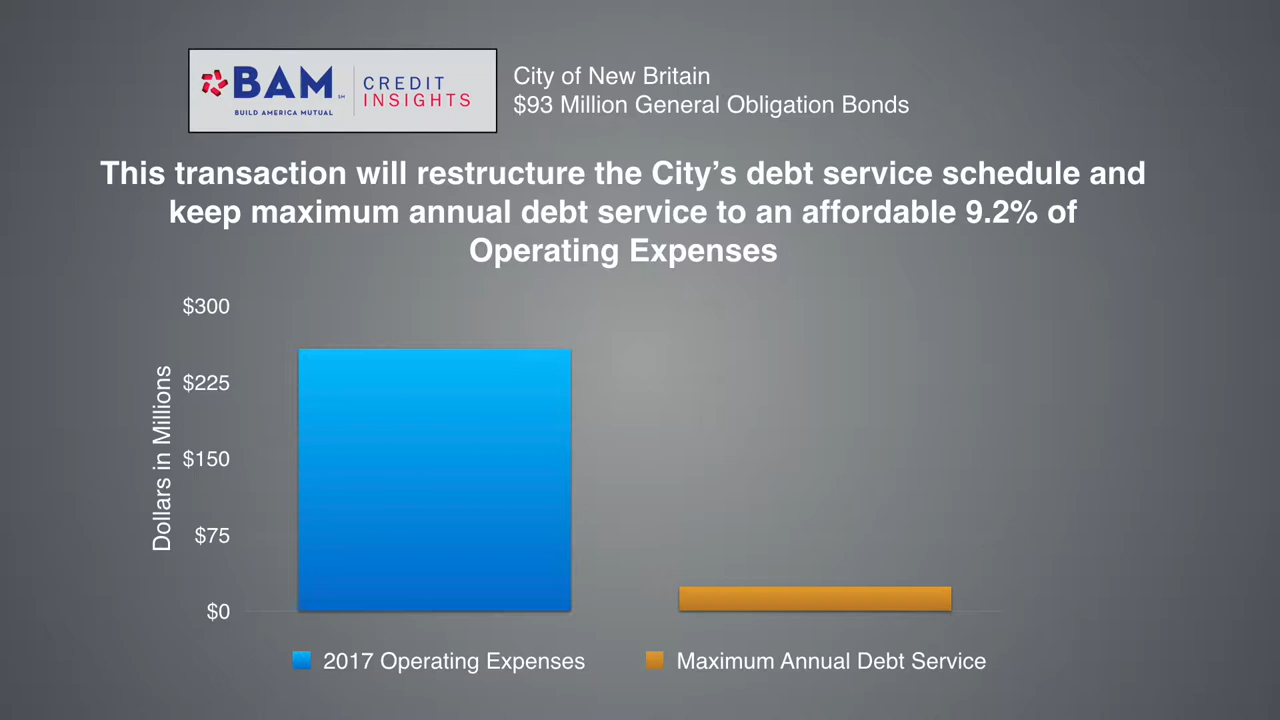 BAM SM
BUILD AMERICA MUTUAL
CREDIT
INSIGHTS
City of New Britain
$93 Million General Obligation Bonds
This transaction will restructure the City’s debt service schedule and
keep maximum annual debt service to an affordable 9.2% of
Operating Expenses
$300
$225
$150
$75
$0
Dollars in Millions
2017 Operating Expenses
Maximum Annual Debt Service